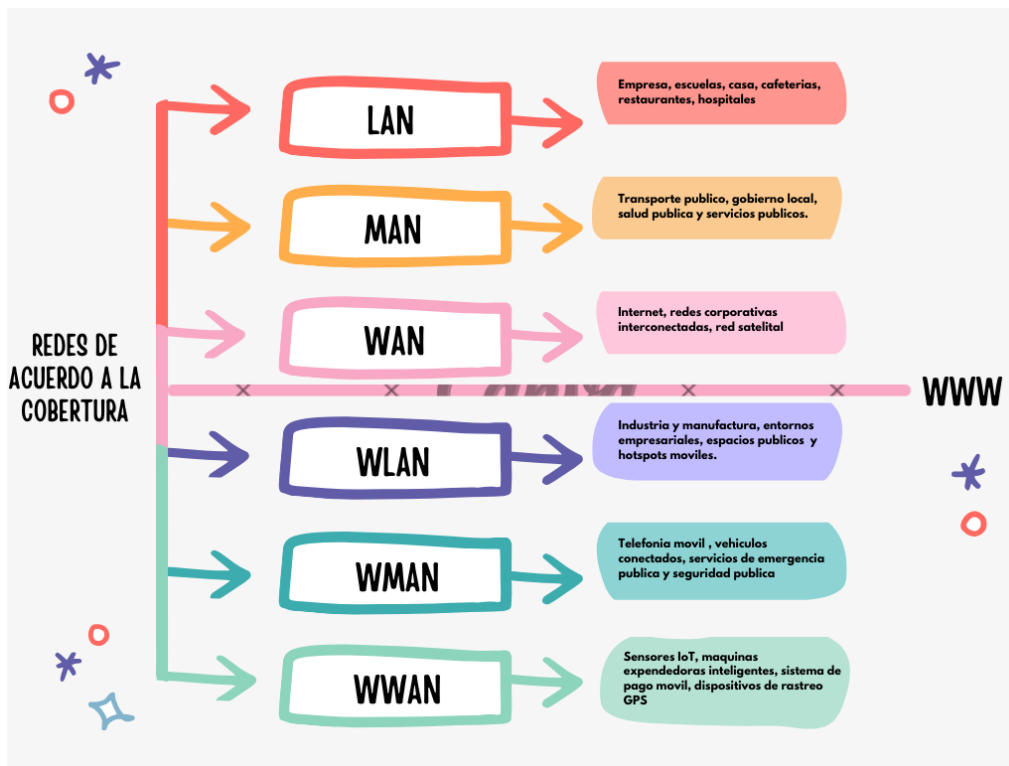 REDES DE
ACUERDO A LA
COBERTURA
LAN
Empresa, escuelas, casa, cafeterias,
restaurantes, hospitales
MAN
Transporte publico, gobierno local,
salud publica y servicios publicos.
WAN
Internet, redes corporativas
interconectadas, red satelital
WWW
WLAN
Industria y manufactura, entornos
empresariales, espacios publicos y
hotspots moviles.
WMAN
Telefonia movil , vehiculos
conectados, servicios de emergencia
publica y seguridad publica
WWAN
Sensores IoT, maquinas
expendedoras inteligentes, sistema de
pago movil, dispositivos de rastreo
GPS